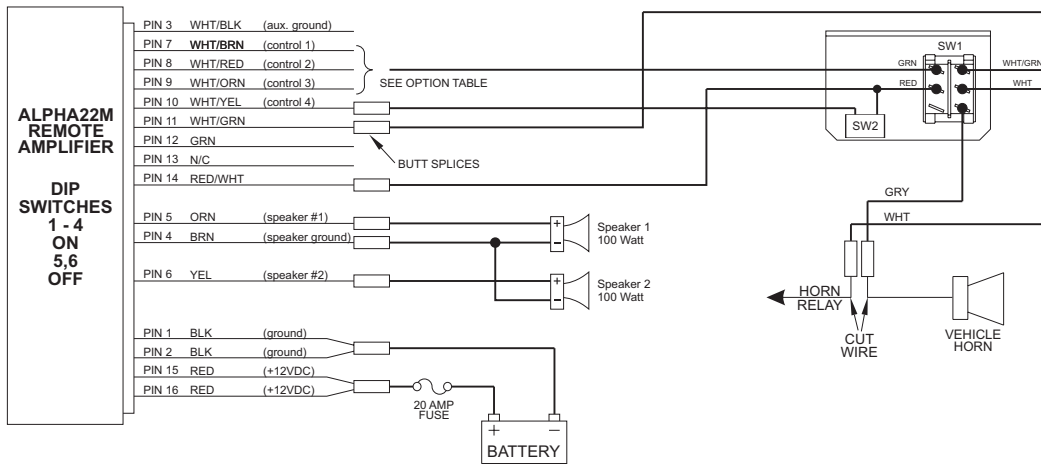 ALPHA22M
REMOTE
AMPLIFIER
DIP
SWITCHES
1 - 4
ON
5,6
OFF
PIN 3 WHT/BLK (aux. ground)
PIN 7 WHT/BRN (control 1)
PIN 8 WHT/RED (control 2)
PIN 9 WHT/ORN (control 3)
PIN 10 WHT/YEL (control 4)
PIN 11 WHT/GRN
PIN 12 GRN
PIN 13 N/C
PIN 14 RED/WHT
SEE OPTION TABLE
BUTT SPLICES
PIN 5 ORN (speaker #1)
PIN 4 BRN (speaker ground)
PIN 6 YEL (speaker #2)
+
–
Speaker 1
100 Watt
+
–
Speaker 2
100 Watt
PIN 1 BLK (ground)
PIN 2 BLK (ground)
PIN 15 RED (+12VDC)
PIN 16 RED (+12VDC)
20 AMP
FUSE
+ –
BATTERY
SW1
GRN WHT/GRN
RED WHT
SW2
GRY
WHT
HORN
RELAY
CUT
WIRE
VEHICLE
HORN